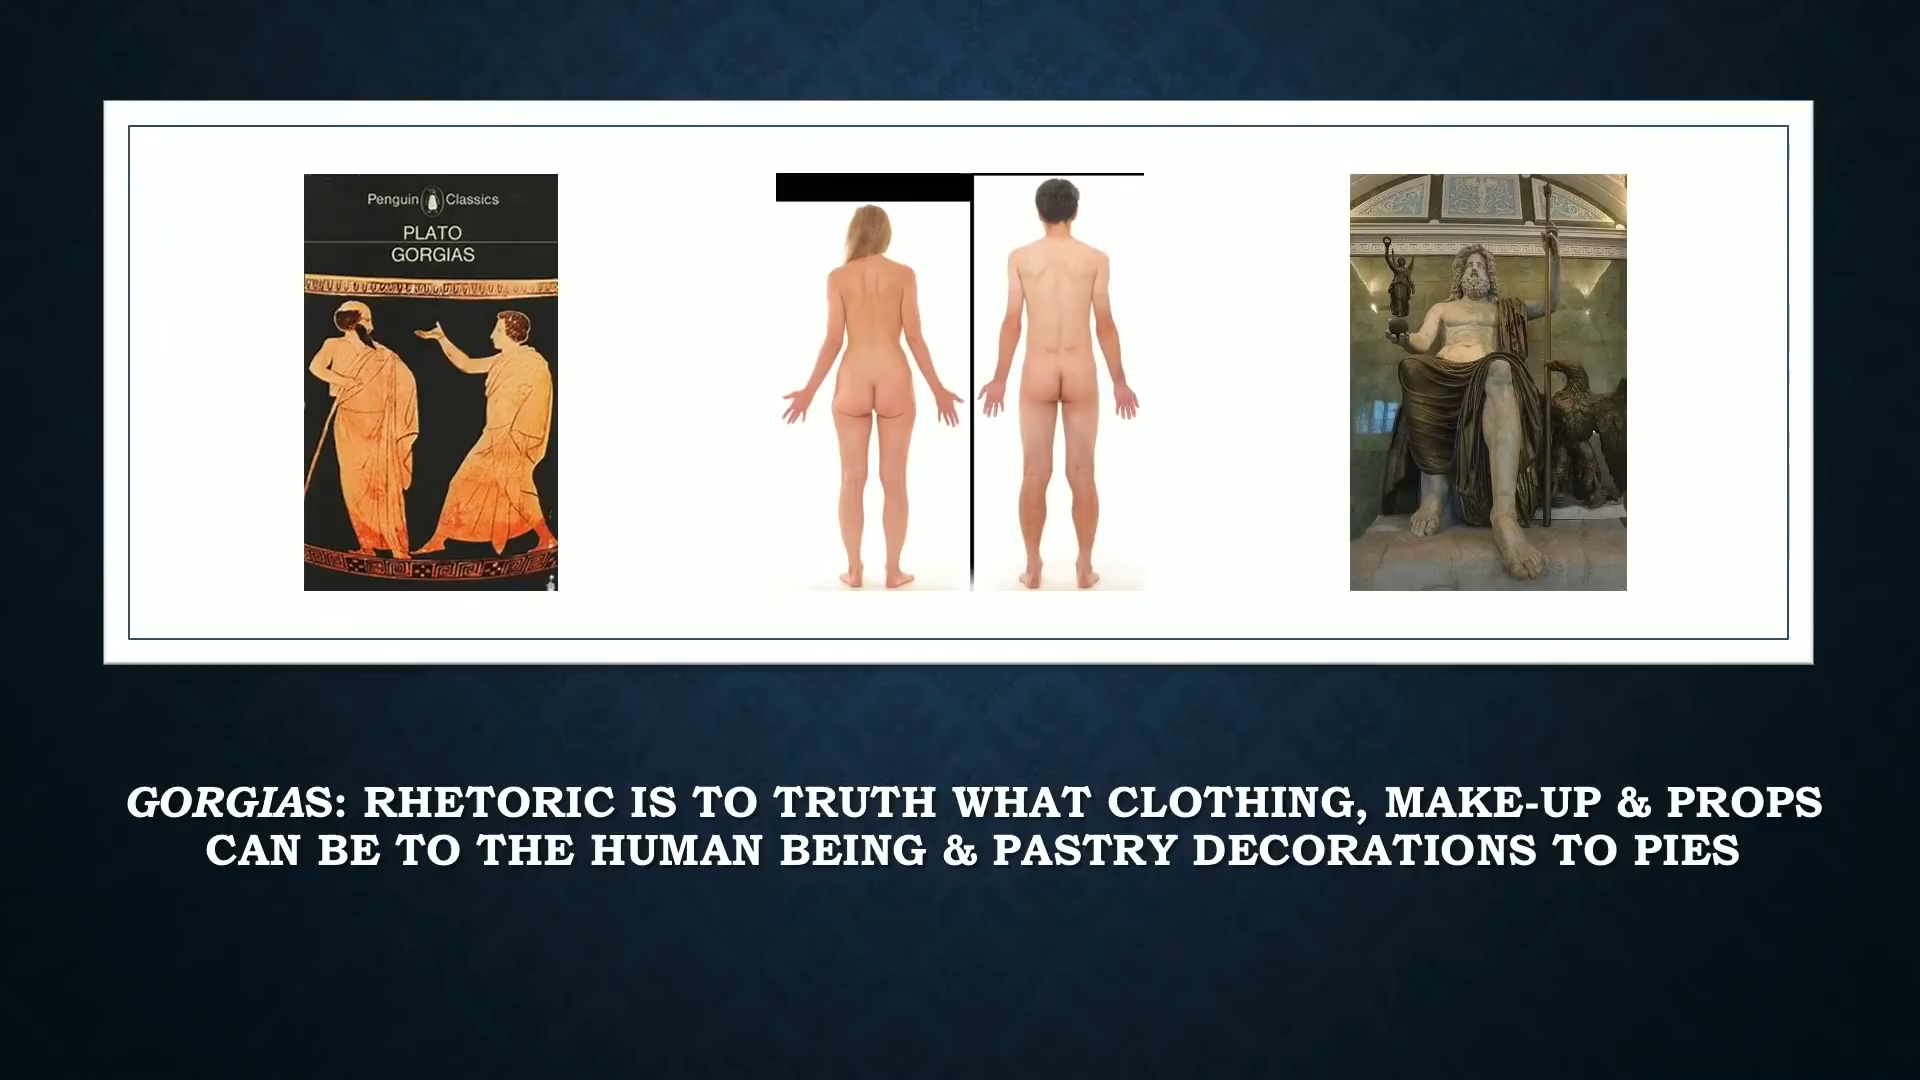 Penguin Classics
PLATO
GORGIAS
GORGIAS: RHETORIC IS TO TRUTH WHAT CLOTHING, MAKE-UP & PROPS
CAN BE TO THE HUMAN BEING & PASTRY DECORATIONS TO PIES